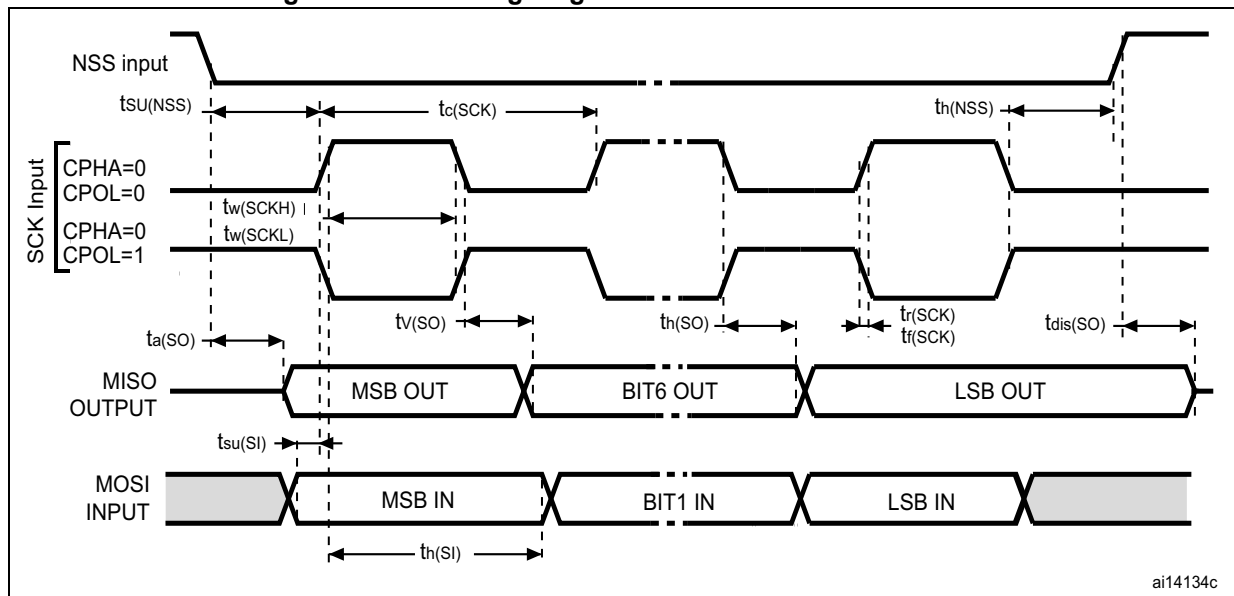 NSS input
tSU(NSS)
tc(SCK)
th(NSS)
SCK Input
CPHA=0
CPOL=0
tw(SCKH)
CPHA=0
tw(SCKL)
CPOL=1
tV(SO)
th(SO)
tr(SCK)
tf(SCK)
tdis(SO)
ta(SO)
MISO
OUTPUT
MSB OUT
BIT6 OUT
LSB OUT
tsu(SI)
MOSI
INPUT
MSB IN
BIT1 IN
LSB IN
th(SI)
ai14134c